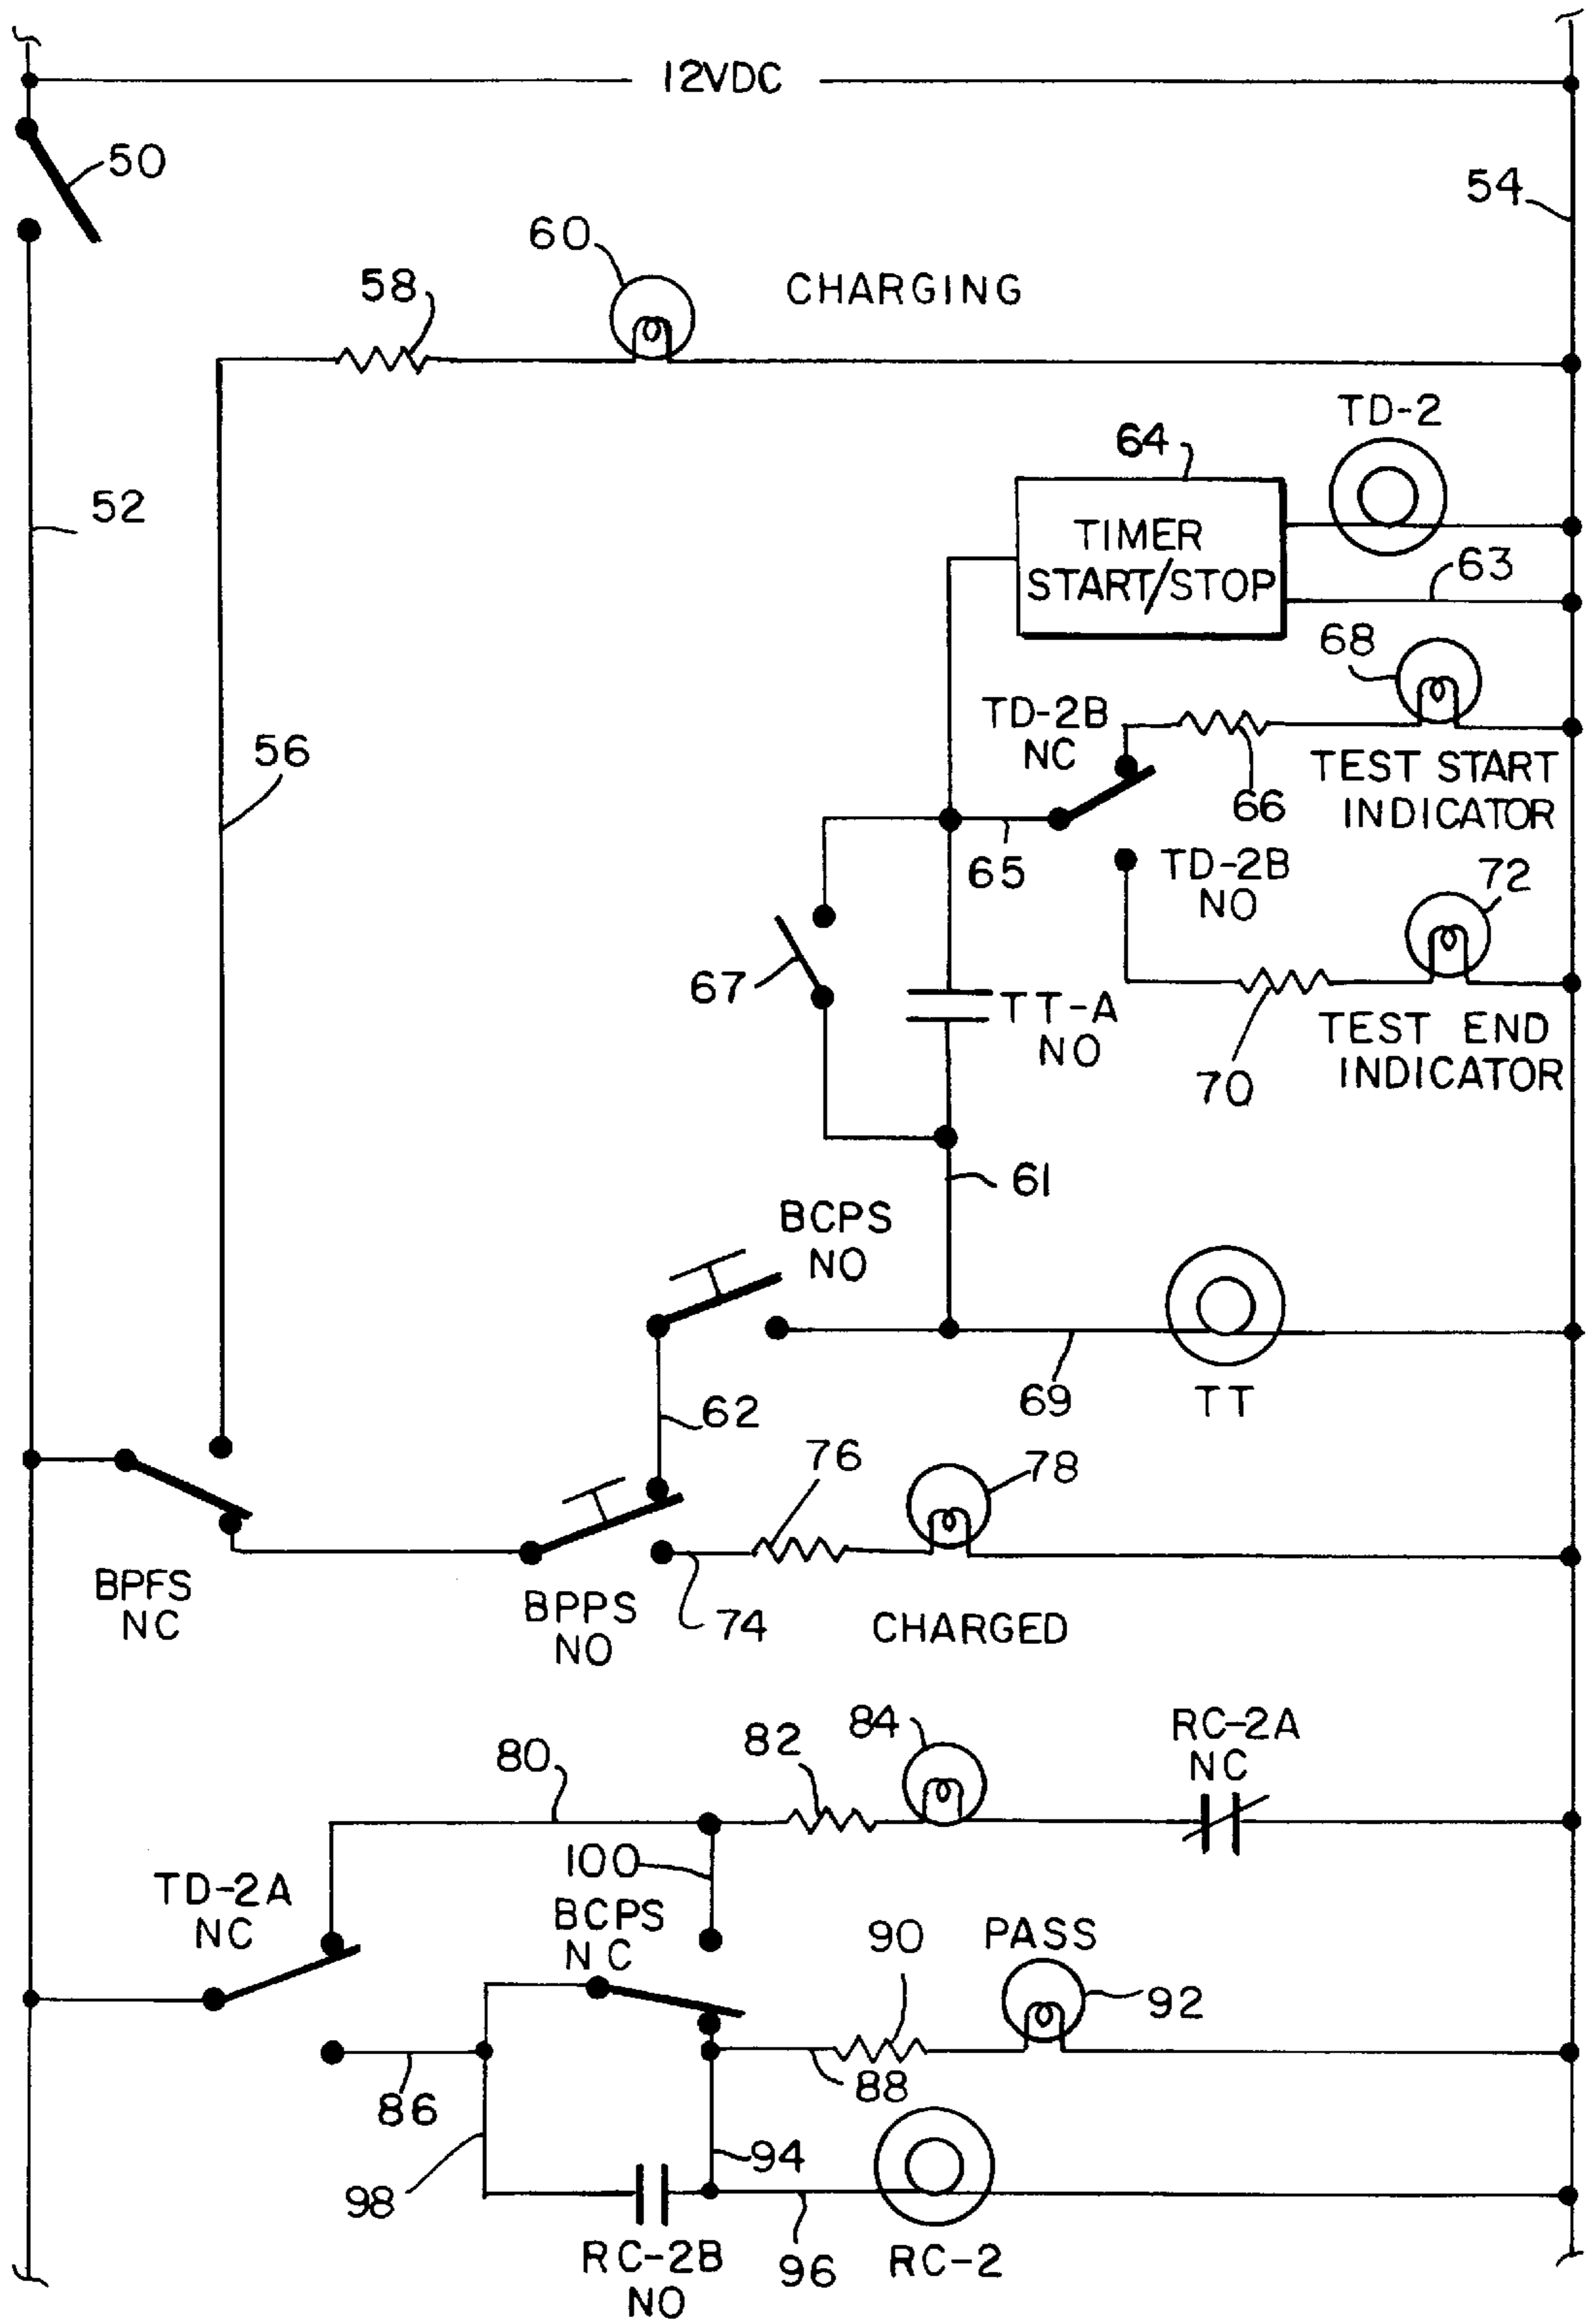 12VDC
50
54
60
58
CHARGING
TD-2
64
52
TIMER
START/STOP
63
68
TD-2B
NC
56
66
TEST START
INDICATOR
65
TD-2B
NO
72
67
TT-A
NO
70
TEST END
INDICATOR
61
BCPS
NO
69
TT
62
76
78
BPFS
NC
BPPS
NO
74
CHARGED
80
82
84
RC-2A
NC
100
TD-2A
NC
BCPS
NC
90
PASS
92
86
88
98
94
96
RC-2B
NO
RC-2